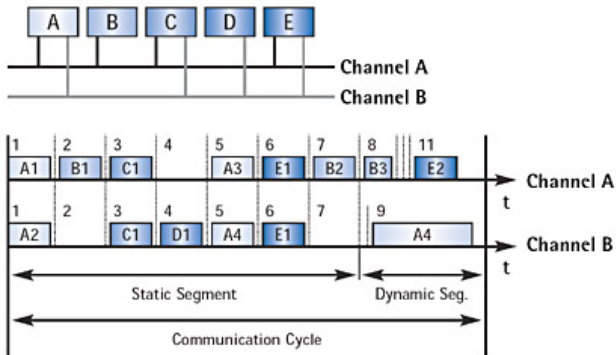 A B C D E
Channel A
Channel B
1 2 3 4 5 6 7 8 11
A1 B1 C1 A3 E1 B2 B3 E2
Channel A
t
1 2 3 4 5 6 7 9
A2 C1 D1 A4 E1 A4
Channel B
t
Static Segment Dynamic Seg.
Communication Cycle